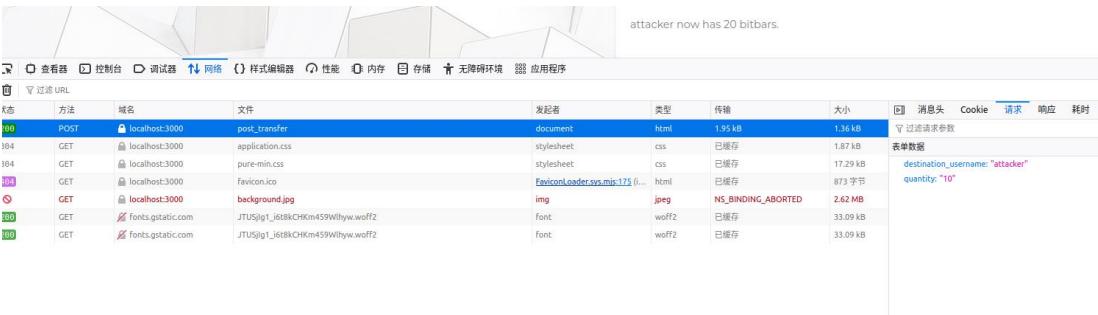 attacker now has 20 bitbars.
查看器 控制台 调试器 网络 {} 样式编辑器 性能 内存 存储 无障碍环境 应用程序
过滤 URL
状态 方法 域名 文件 发起者 类型 传输 大小 消息头 Cookie 请求 响应 耗时
200 POST localhost:3000 post_transfer document html 1.95 kB 1.36 kB 过滤请求参数
304 GET localhost:3000 application.css stylesheet css 已缓存 1.87 kB 表单数据
304 GET localhost:3000 pure-min.css stylesheet css 已缓存 17.29 kB destination_username: "attacker"
404 GET localhost:3000 favicon.ico FaviconLoader.sys.mjs:175 (i... html 已缓存 873 字节 quantity: "10"
GET localhost:3000 background.jpg img jpeg NS_BINDING_ABORTED 2.62 MB
200 GET fonts.gstatic.com JTUSjIg1_i6t8kCHKm459Wlhyw.woff2 font woff2 已缓存 33.09 kB
200 GET fonts.gstatic.com JTUSjIg1_i6t8kCHKm459Wlhyw.woff2 font woff2 已缓存 33.09 kB